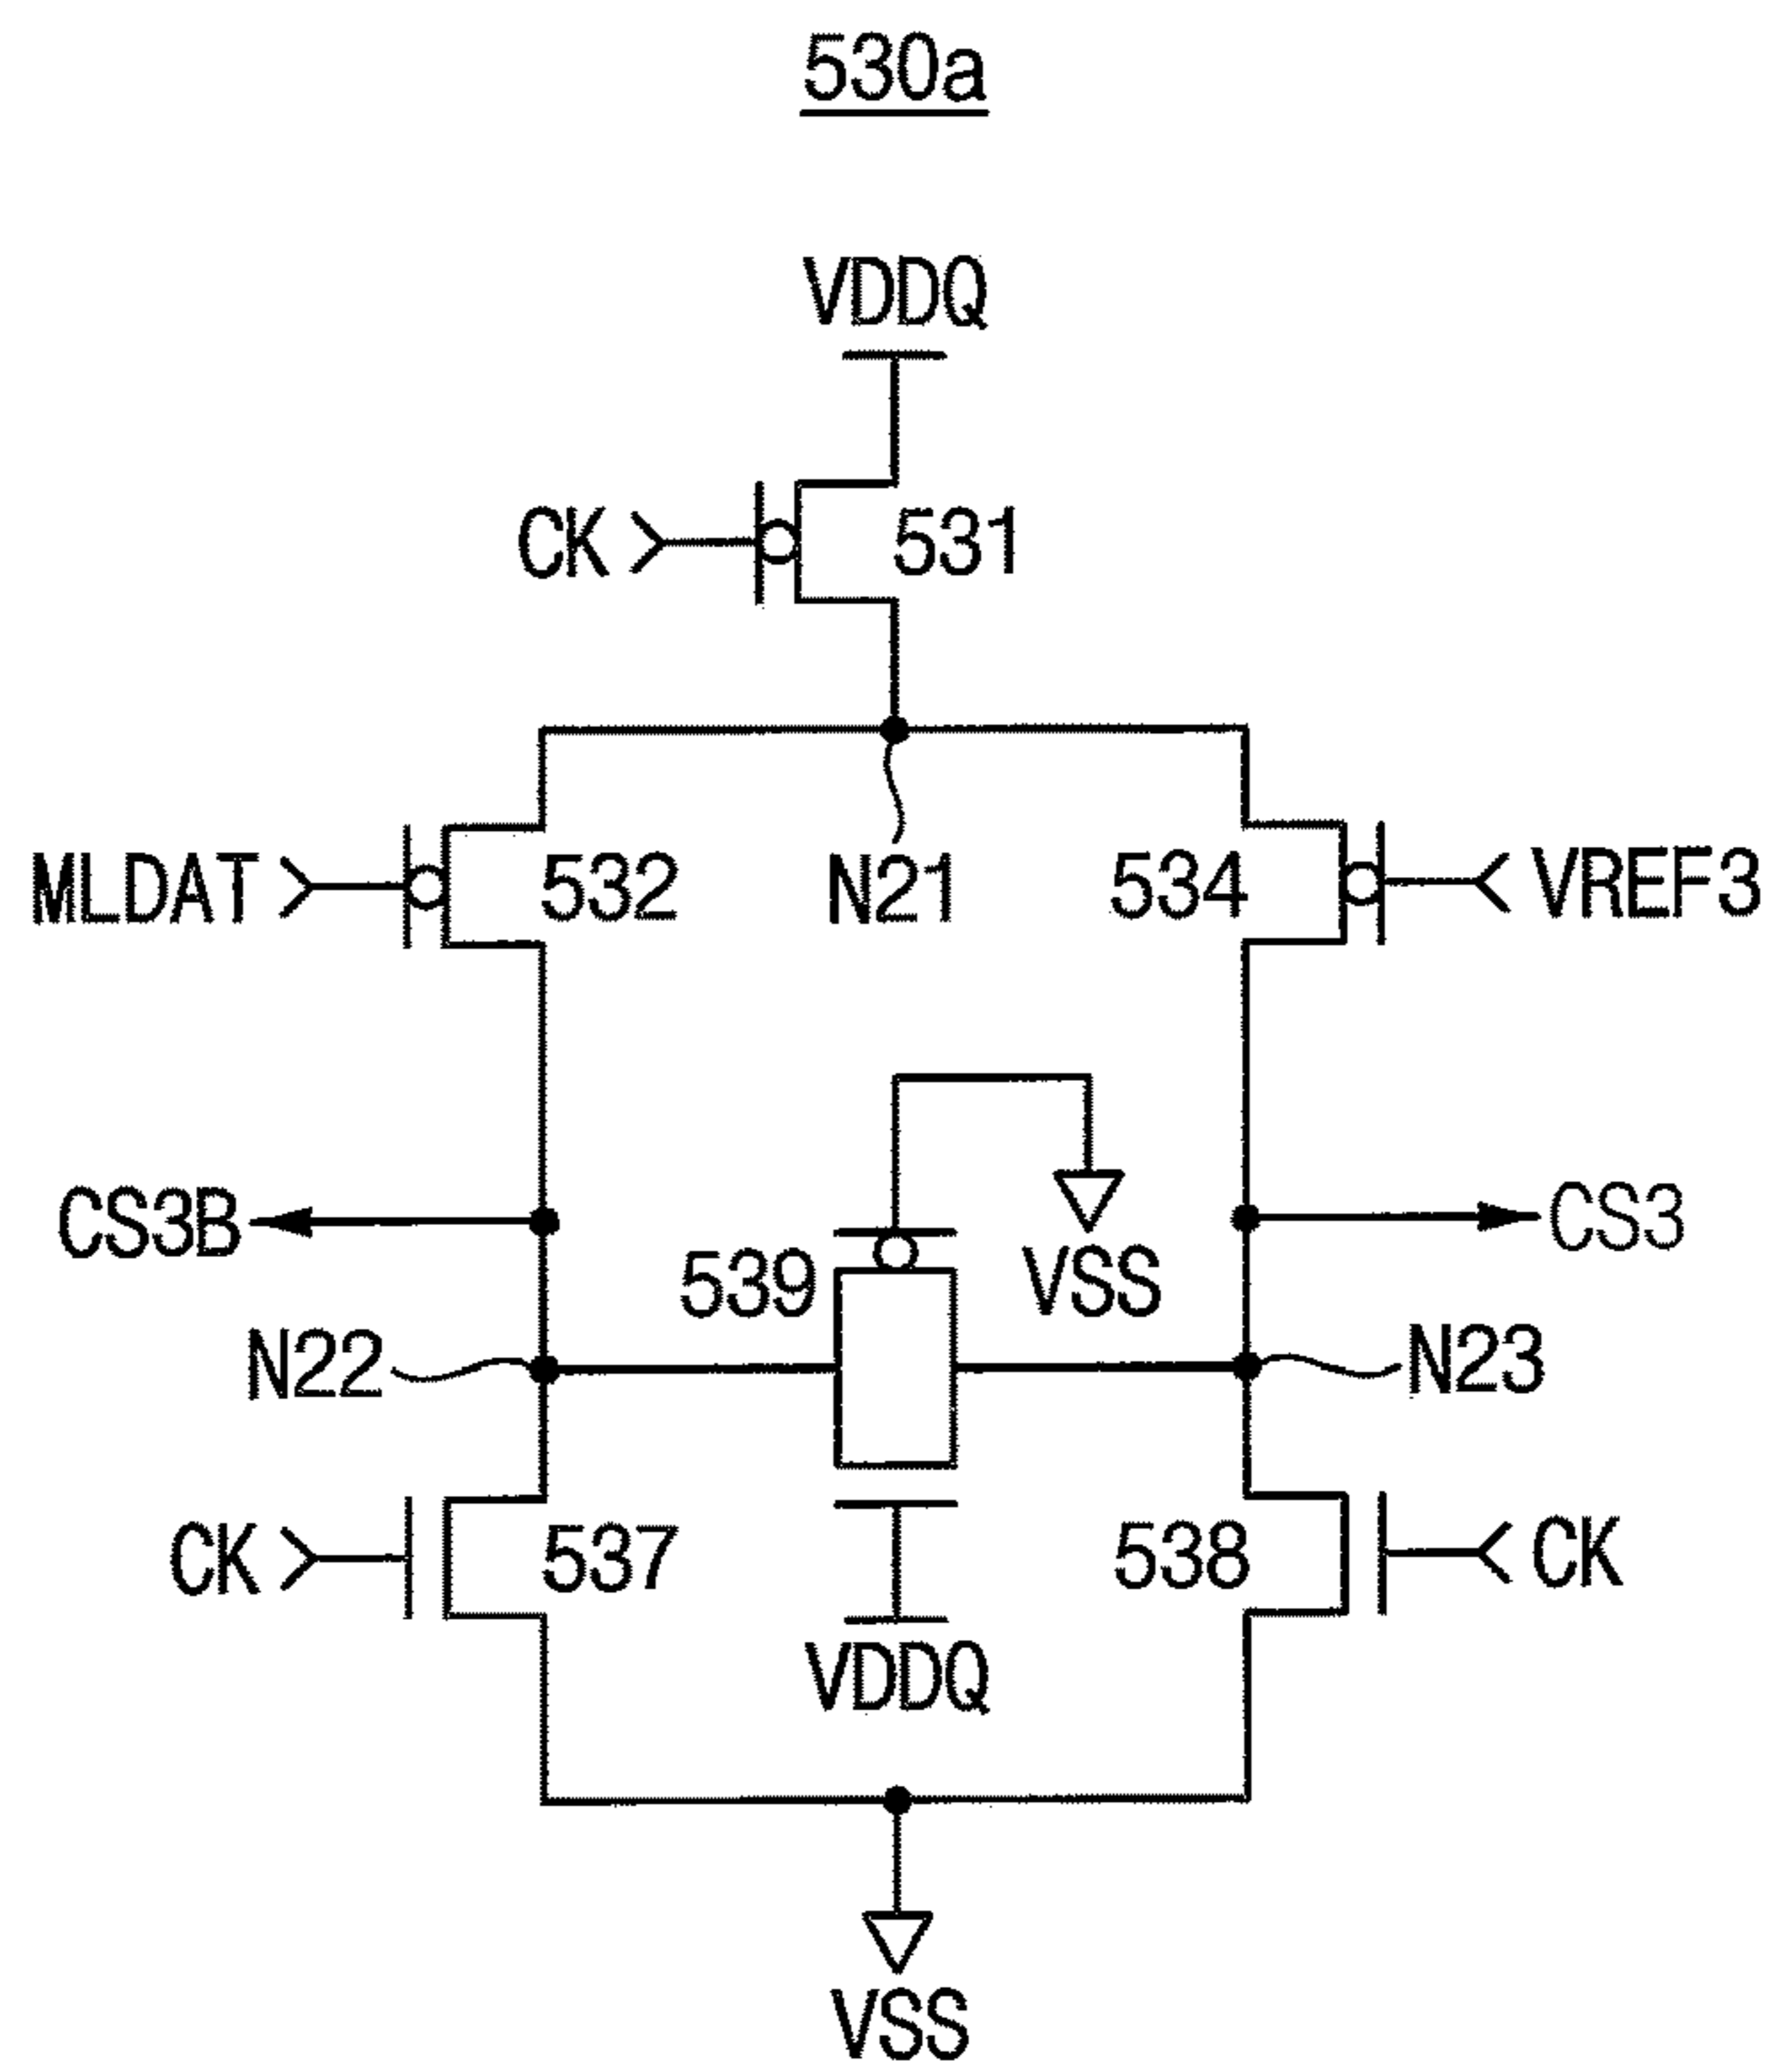 530a
VDDQ
CK 531
MLDAT 532 N21 534 VREF3
CS3B 539 VSS CS3
N22 N23
CK 537 538 CK
VDDQ
VSS